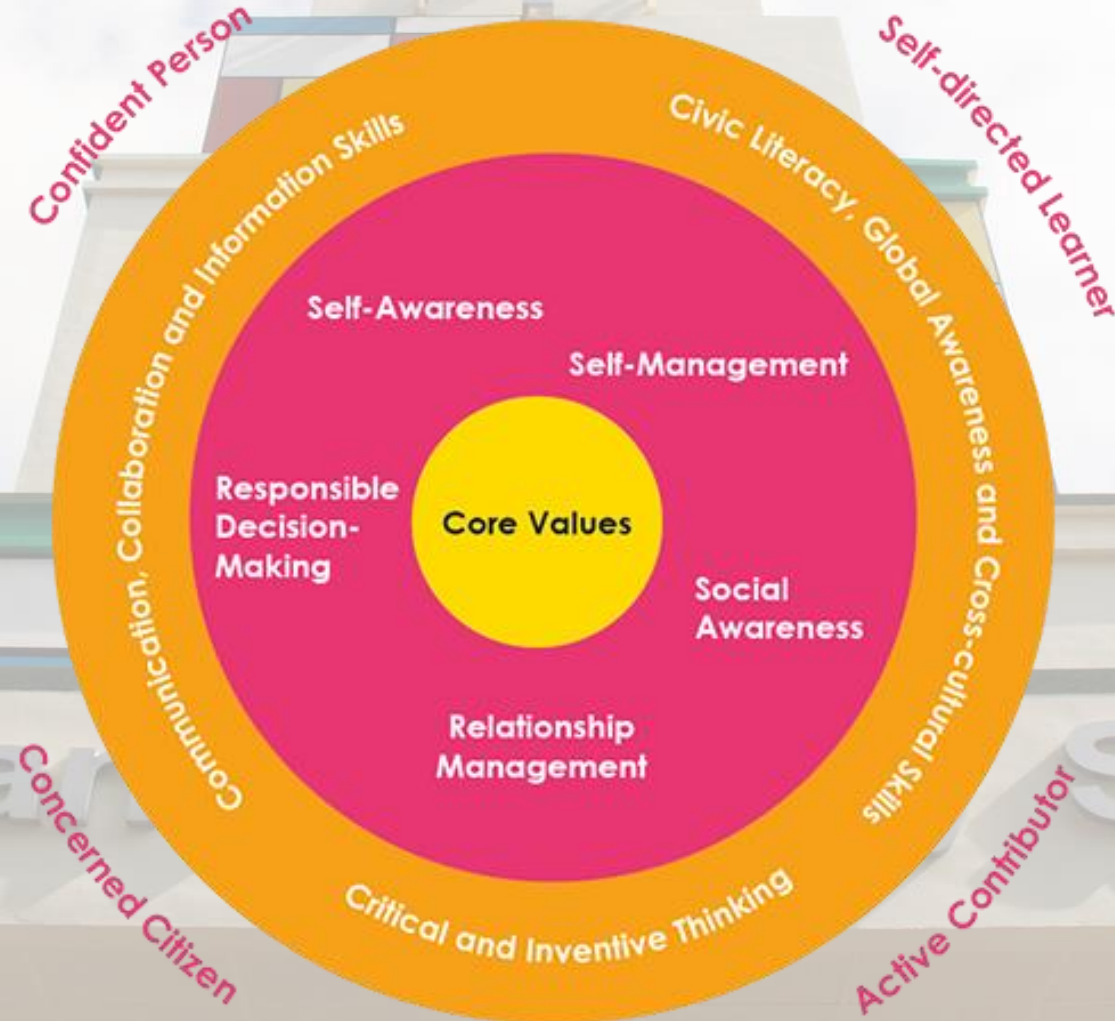 Confident Person
Self-directed Learner
Communication, Collaboration and Information Skills
Civic Literacy, Global Awareness and Cross-cultural Skills
Self-Awareness
Self-Management
Responsible
Decision-
Making
Core Values
Social
Awareness
Relationship
Management
Critical and Inventive Thinking
Concerned Citizen
Active Contributor